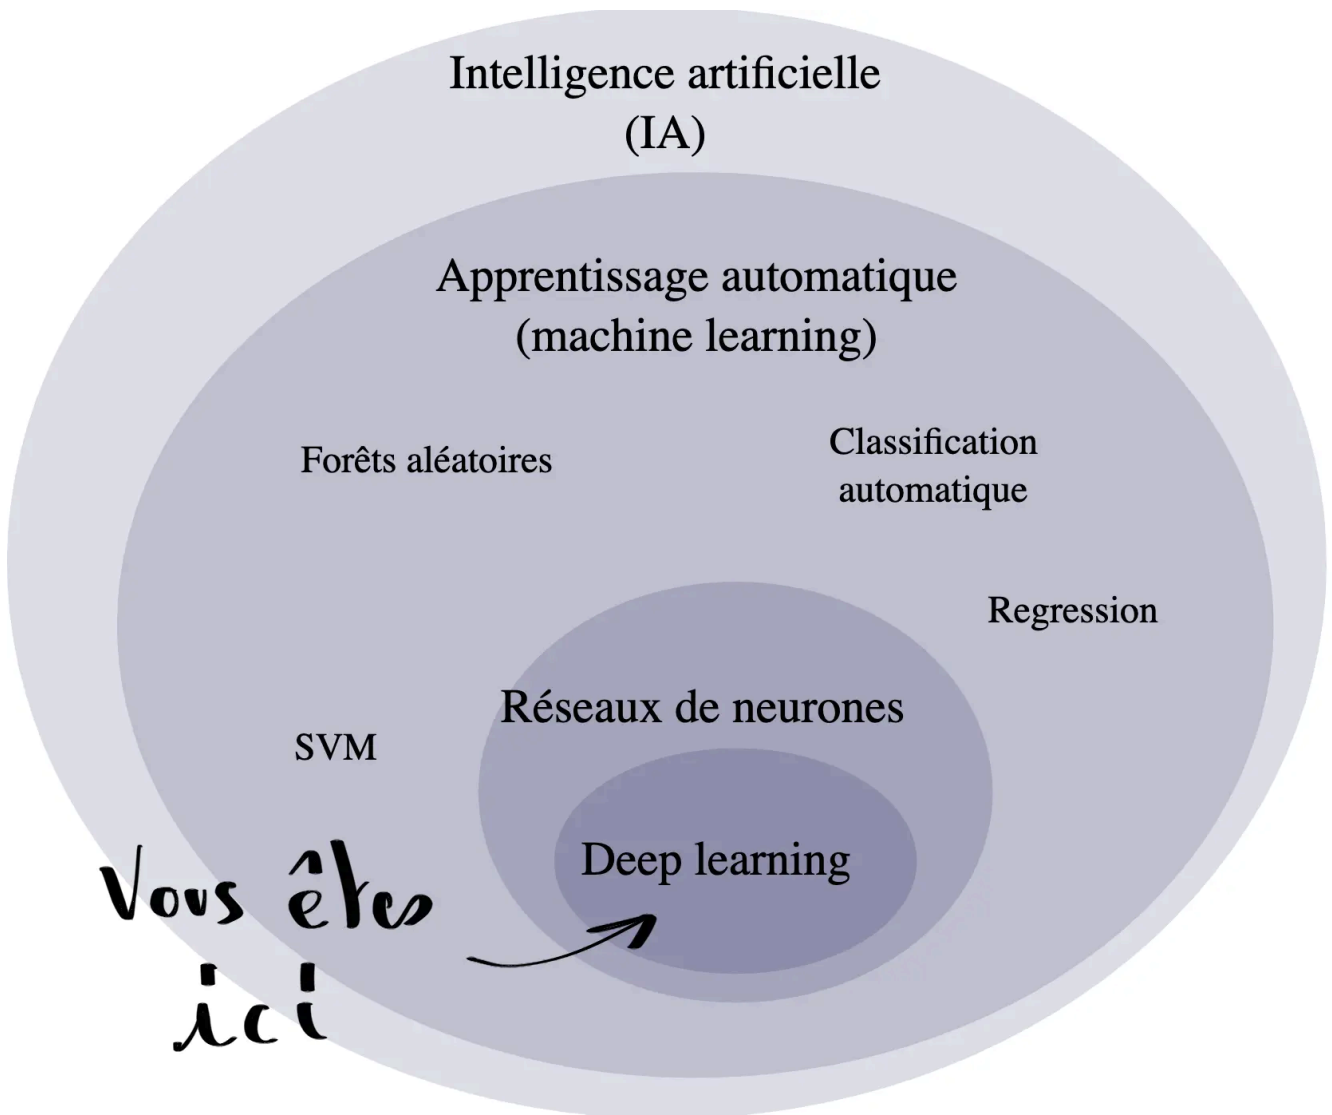 Intelligence artificielle
(IA)
Apprentissage automatique
(machine learning)
Forêts aléatoires
Classification
automatique
Regression
Réseaux de neurones
SVM
Deep learning
Vous êtes
ici